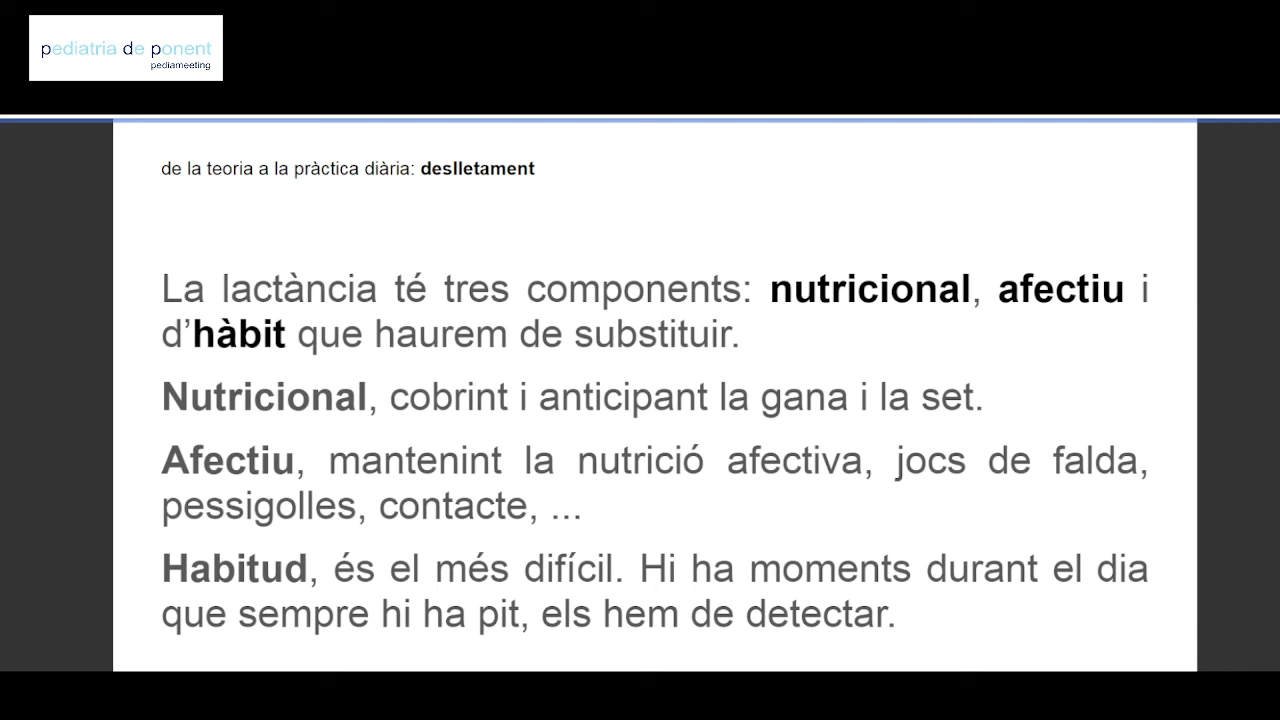 pediatria de ponent
pediameeting
de la teoria a la pràctica diària: deslletament
La lactància té tres components: nutricional, afectiu i
d’hàbit que haurem de substituir.
Nutricional, cobrint i anticipant la gana i la set.
Afectiu, mantenint la nutrició afectiva, jocs de falda,
pessigolles, contacte, ...
Habitud, és el més difícil. Hi ha moments durant el dia
que sempre hi ha pit, els hem de detectar.